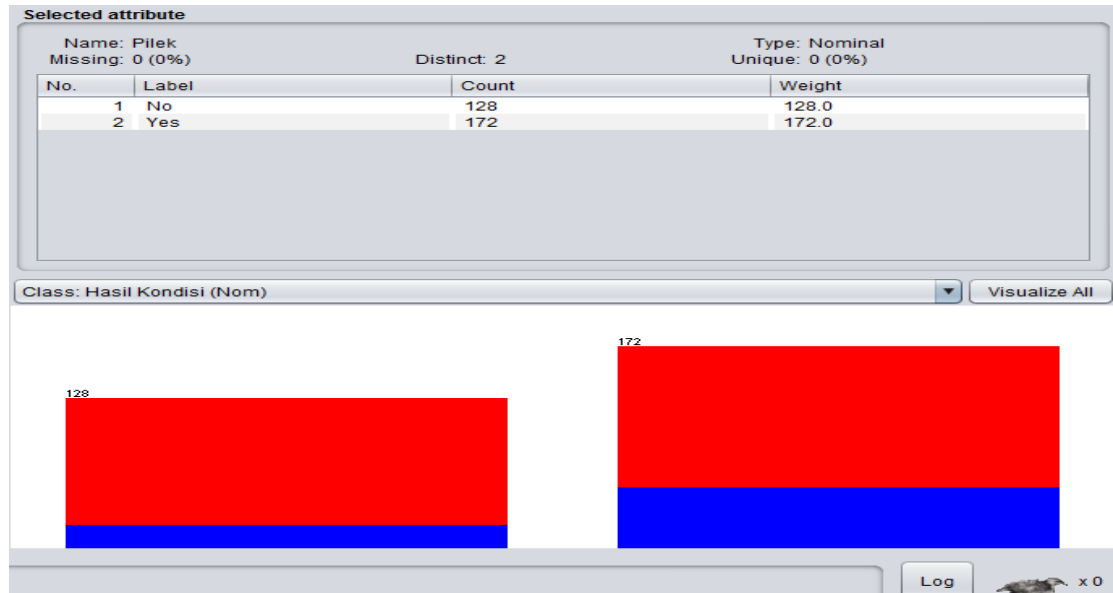 Selected attribute
Name: Pilek Type: Nominal
Missing: 0 (0%) Distinct: 2 Unique: 0 (0%)
No. Label Count Weight
1 No 128 128.0
2 Yes 172 172.0
Class: Hasil Kondisi (Nom) Visualize All
172
128
Log x 0